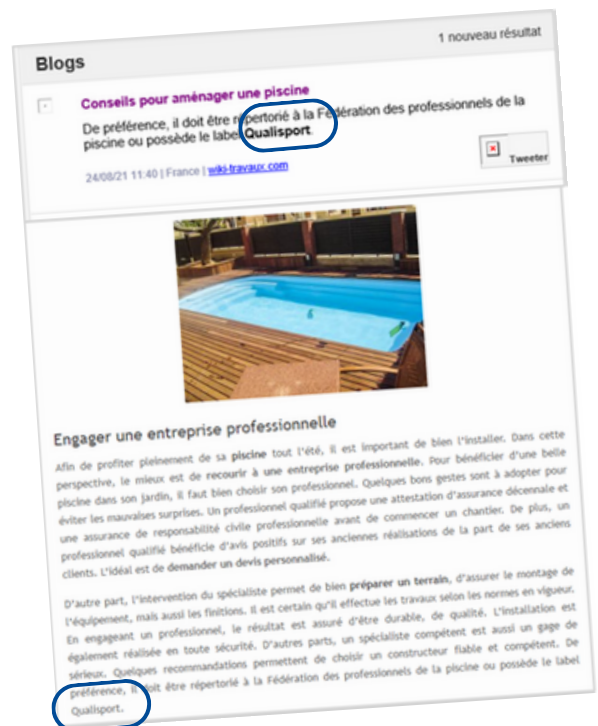 Blogs
1 nouveau résultat
Conseils pour aménager une piscine
De préférence, il doit être répertorié à la Fédération des professionnels de la
piscine ou possède le label Qualisport.
24/08/21 11:40 | France | wiki-travaux.com
Tweeter
Engager une entreprise professionnelle
Afin de profiter pleinement de sa piscine tout l'été, il est important de bien l'installer. Dans cette
perspective, le mieux est de recourir à une entreprise professionnelle. Pour bénéficier d'une belle
piscine dans son jardin, il faut bien choisir son professionnel. Quelques bons gestes sont à adopter pour
éviter les mauvaises surprises. Un professionnel qualifié propose une attestation d'assurance décennale et
une assurance de responsabilité civile professionnelle avant de commencer un chantier. De plus, un
professionnel qualifié bénéficie d'avis positifs sur ses anciennes réalisations de la part de ses anciens
clients. L'idéal est de demander un devis personnalisé.
D'autre part, l'intervention du spécialiste permet de bien préparer un terrain, d'assurer le montage de
l'équipement, mais aussi les finitions. Il est certain qu'il effectue les travaux selon les normes en vigueur.
En engageant un professionnel, le résultat est assuré d'être durable, de qualité. L'installation est
également réalisée en toute sécurité. D'autres parts, un spécialiste compétent est aussi un gage de
sérieux. Quelques recommandations permettent de choisir un constructeur fiable et compétent. De
préférence, il doit être répertorié à la Fédération des professionnels de la piscine ou possède le label
Qualisport.